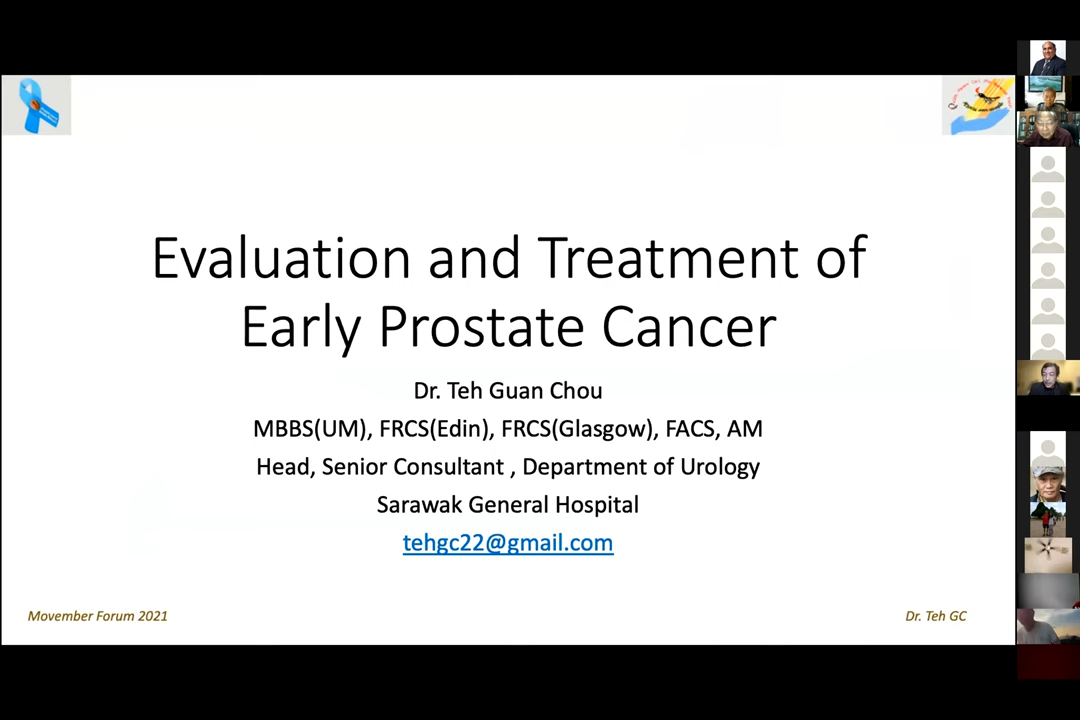 Evaluation and Treatment of
Early Prostate Cancer
Dr. Teh Guan Chou
MBBS(UM), FRCS(Edin), FRCS(Glasgow), FACS, AM
Head, Senior Consultant , Department of Urology
Sarawak General Hospital
tehgc22@gmail.com
Movember Forum 2021
Dr. Teh GC